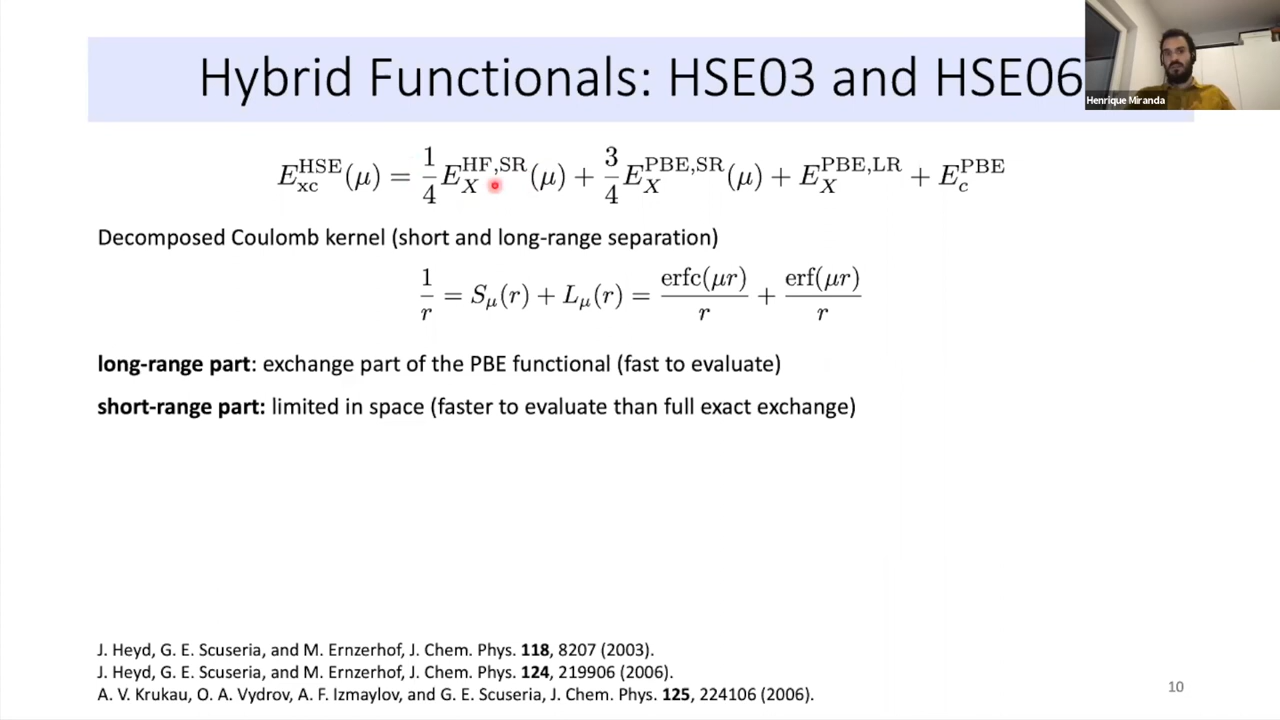 Hybrid Functionals: HSE03 and HSE06
Henrique Miranda
E_xc^HSE(μ) = 1/4 E_X^HF,SR(μ) + 3/4 E_X^PBE,SR(μ) + E_X^PBE,LR + E_c^PBE
Decomposed Coulomb kernel (short and long-range separation)
1/r = S_μ(r) + L_μ(r) = erfc(μr)/r + erf(μr)/r
long-range part: exchange part of the PBE functional (fast to evaluate)
short-range part: limited in space (faster to evaluate than full exact exchange)
J. Heyd, G. E. Scuseria, and M. Ernzerhof, J. Chem. Phys. 118, 8207 (2003).
J. Heyd, G. E. Scuseria, and M. Ernzerhof, J. Chem. Phys. 124, 219906 (2006).
A. V. Krukau, O. A. Vydrov, A. F. Izmaylov, and G. E. Scuseria, J. Chem. Phys. 125, 224106 (2006).
10